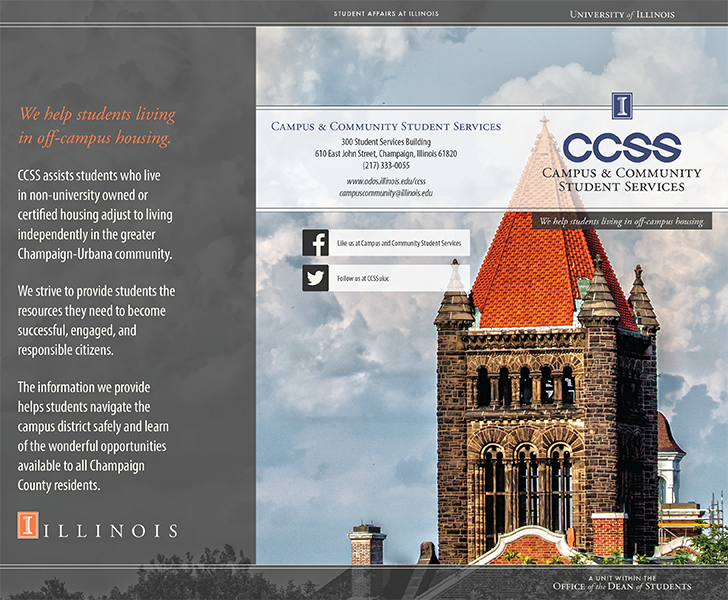 STUDENT AFFAIRS AT ILLINOIS
UNIVERSITY of ILLINOIS
We help students living
in off-campus housing.
CCSS assists students who live
in non-university owned or
certified housing adjust to living
independently in the greater
Champaign-Urbana community.
We strive to provide students the
resources they need to become
successful, engaged, and
responsible citizens.
The information we provide
helps students navigate the
campus district safely and learn
of the wonderful opportunities
available to all Champaign
County residents.
I ILLINOIS
CAMPUS & COMMUNITY STUDENT SERVICES
300 Student Services Building
610 East John Street, Champaign, Illinois 61820
(217) 333-0055
www.odos.illinois.edu/ccss
campuscommunity@illinois.edu
Like us at Campus and Community Student Services
Follow us at CCSSuiuc
I
CCSS
CAMPUS & COMMUNITY
STUDENT SERVICES
We help students living in off-campus housing
A UNIT WITHIN THE
OFFICE of the DEAN of STUDENTS